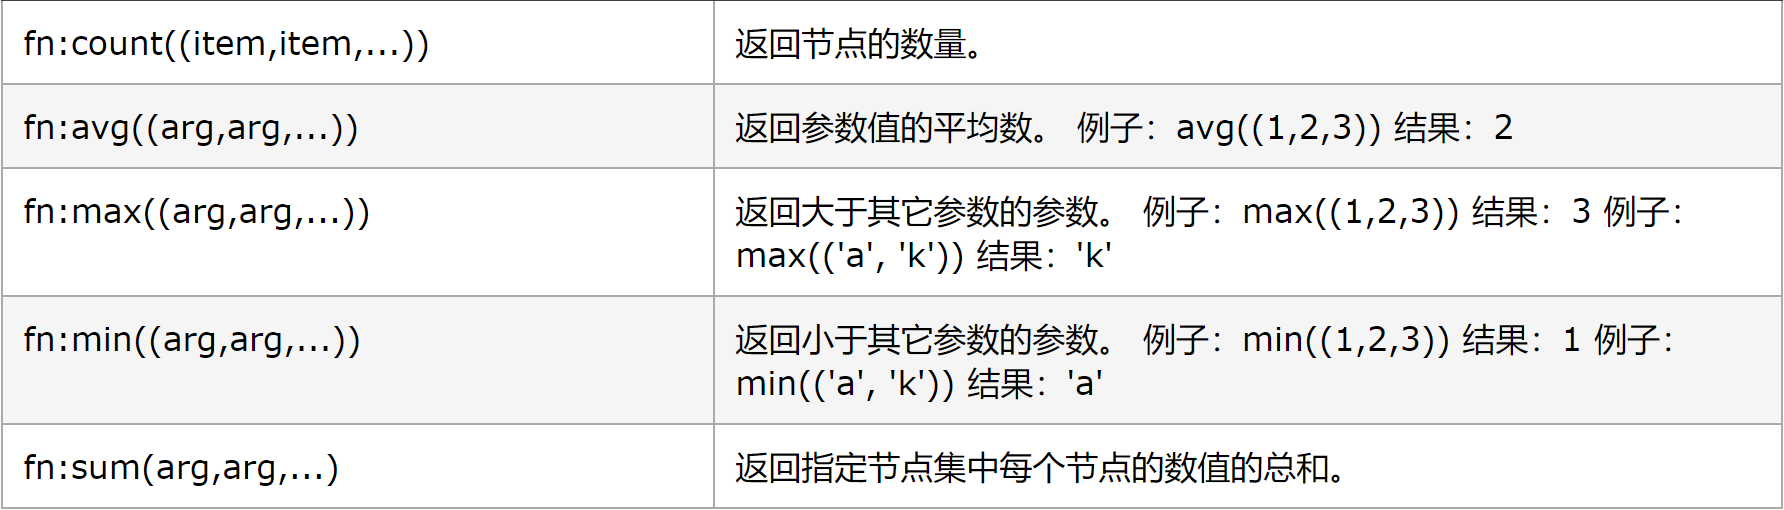 fn:count((item,item,...))
返回节点的数量。
fn:avg((arg,arg,...))
返回参数值的平均数。 例子：avg((1,2,3)) 结果：2
fn:max((arg,arg,...))
返回大于其它参数的参数。 例子：max((1,2,3)) 结果：3 例子：
max(('a', 'k')) 结果：'k'
fn:min((arg,arg,...))
返回小于其它参数的参数。 例子：min((1,2,3)) 结果：1 例子：
min(('a', 'k')) 结果：'a'
fn:sum(arg,arg,...)
返回指定节点集中每个节点的数值的总和。